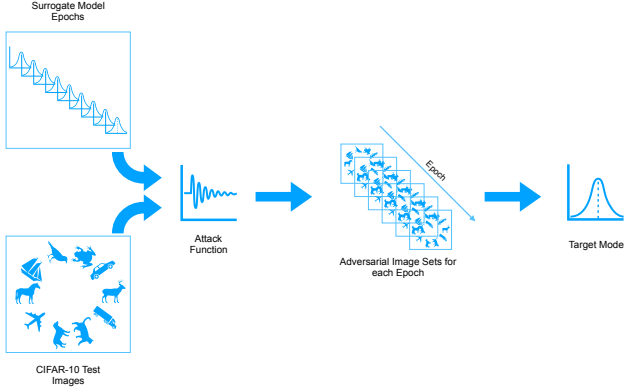 Surrogate Model
Epochs
Attack
Function
CIFAR-10 Test
Images
Epoch
Adversarial Image Sets for
each Epoch
Target Mode